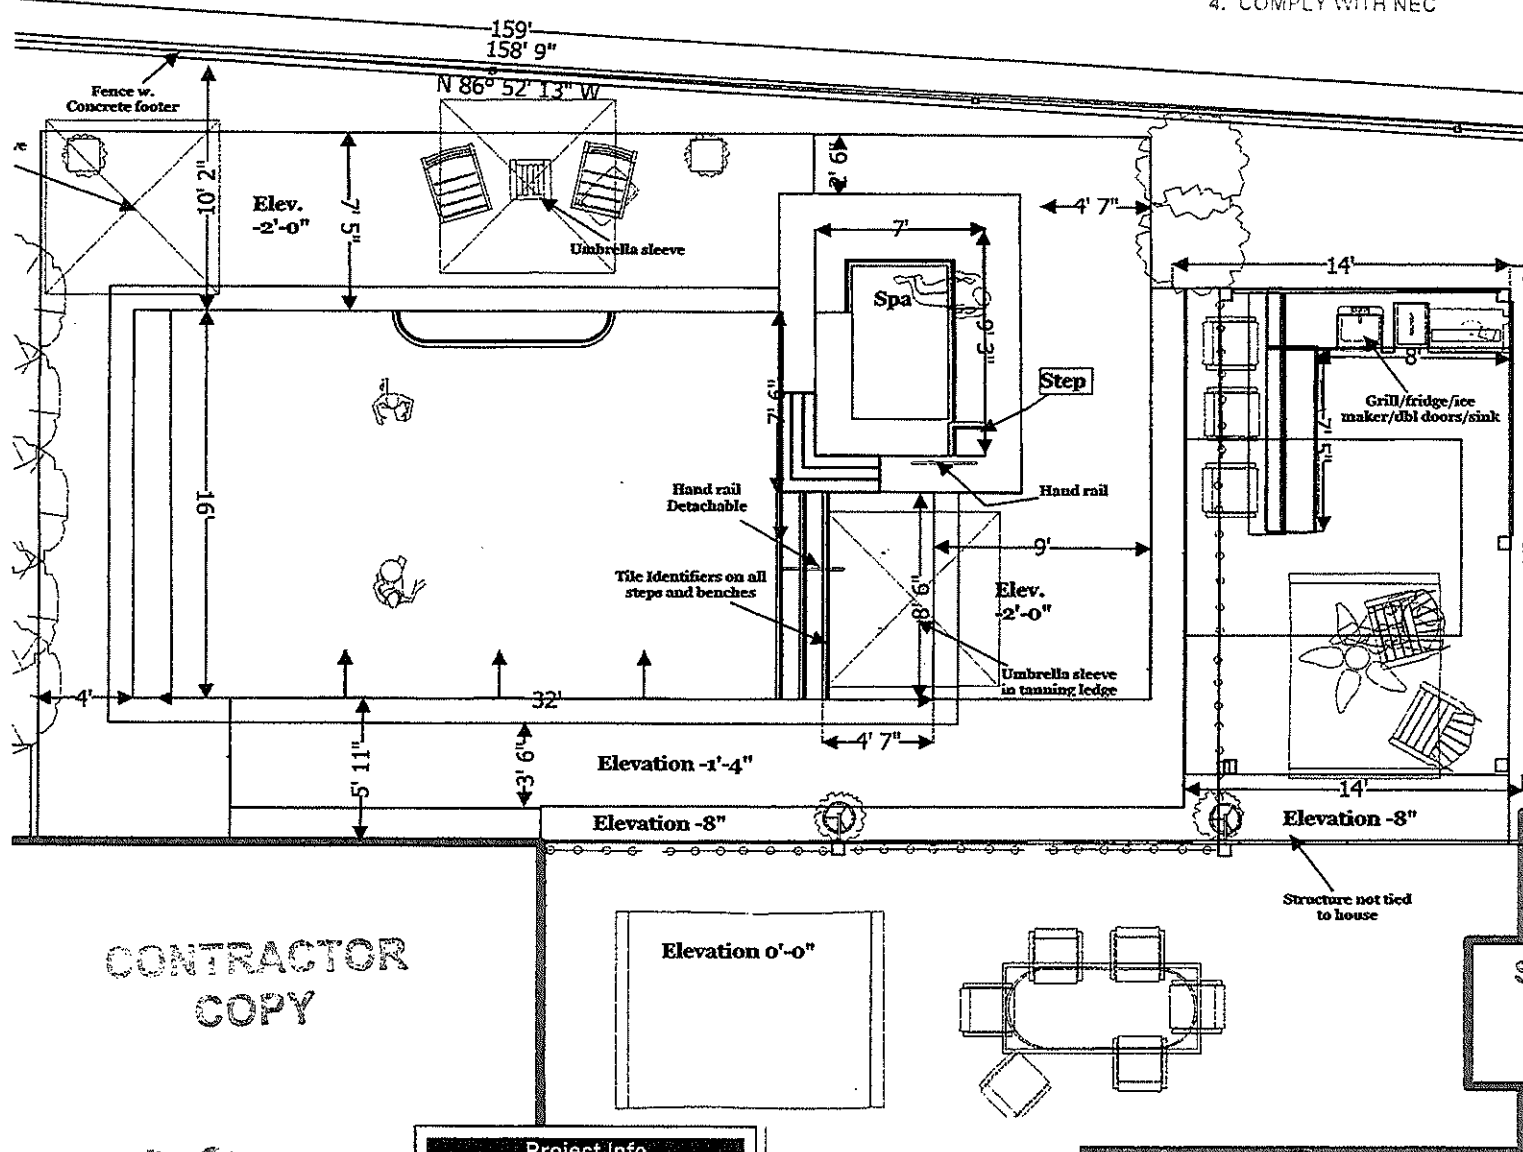 4. COMPLY WITH NEC
159'
158' 9"
N 86° 52' 13" W
Fence w.
Concrete footer
10' 2"
Elev.
-2'-0"
7' 5"
Umbrella sleeve
2' 6"
4' 7"
7'
14'
Spa
9' 3"
Step
8'
Grill/fridge/ice
maker/dbl doors/sink
7' 6"
7' 5"
16'
Hand rail
Detachable
Hand rail
9'
Tile Identifiers on all
steps and benches
8' 6"
Elev.
-2'-0"
Umbrella sleeve
in tanning ledge
4'
32'
4' 7"
5' 11"
3' 6"
Elevation -1'-4"
14'
Elevation -8"
Elevation -8"
Structure not tied
to house
CONTRACTOR
COPY
Elevation 0'-0"
Project Info